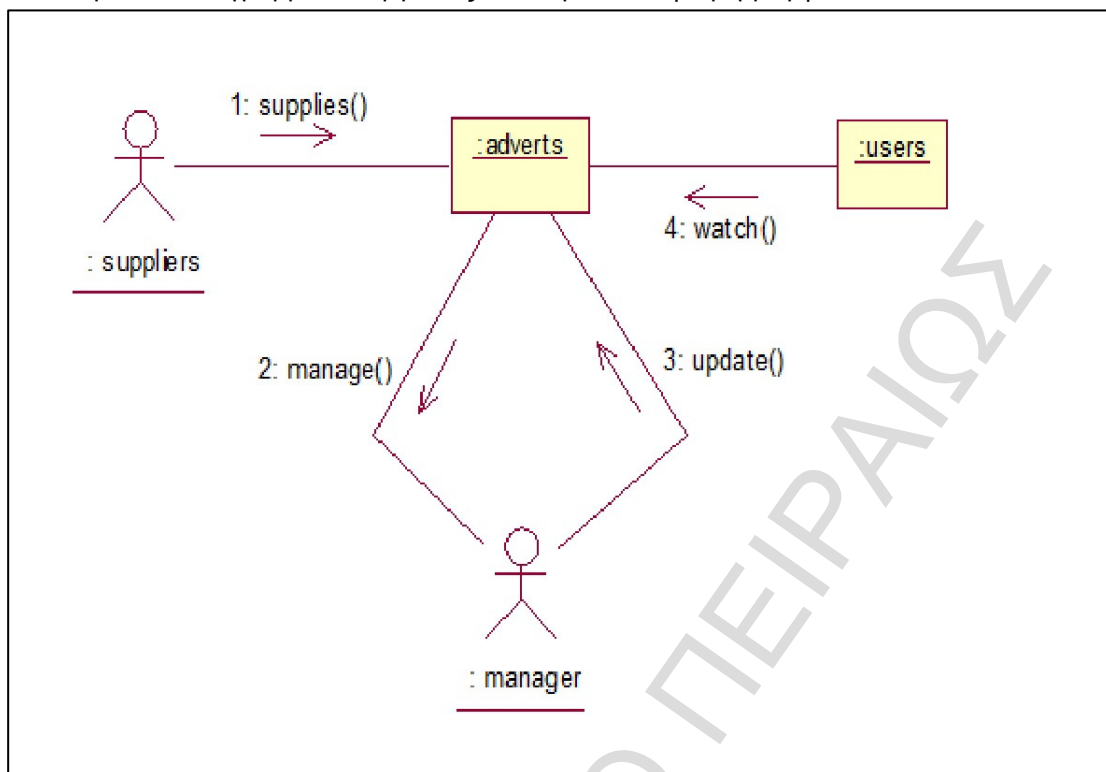 1: supplies()
:adverts
:users
4: watch()
: suppliers
2: manage()
3: update()
: manager
ΠΕΙΡΑΙΩΣ